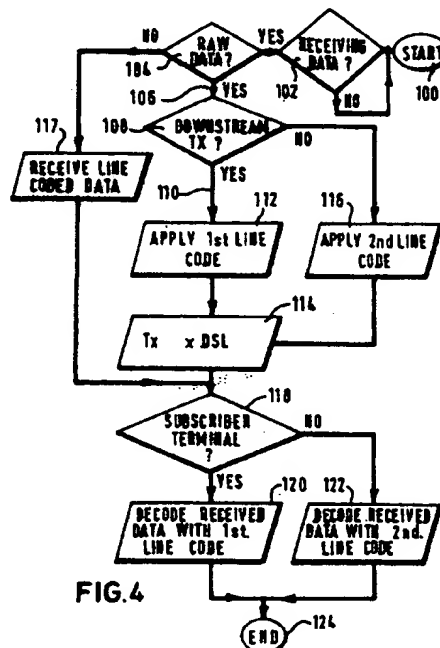 NO
RAW
DATA?
104
YES
RECEIVING
DATA ?
102
START
100
NO
106
YES
117
108
DOWNSTREAM
TX ?
NO
RECEIVE LINE
CODED DATA
110
YES
112
116
APPLY 1st LINE
CODE
APPLY 2nd LINE
CODE
114
Tx x DSL
118
SUBSCRIBER
TERMINAL
?
NO
YES
120
122
DECODE RECEIVED
DATA WITH 1st.
LINE CODE
DECODE RECEIVED
DATA WITH 2nd.
LINE CODE
FIG.4
END
124